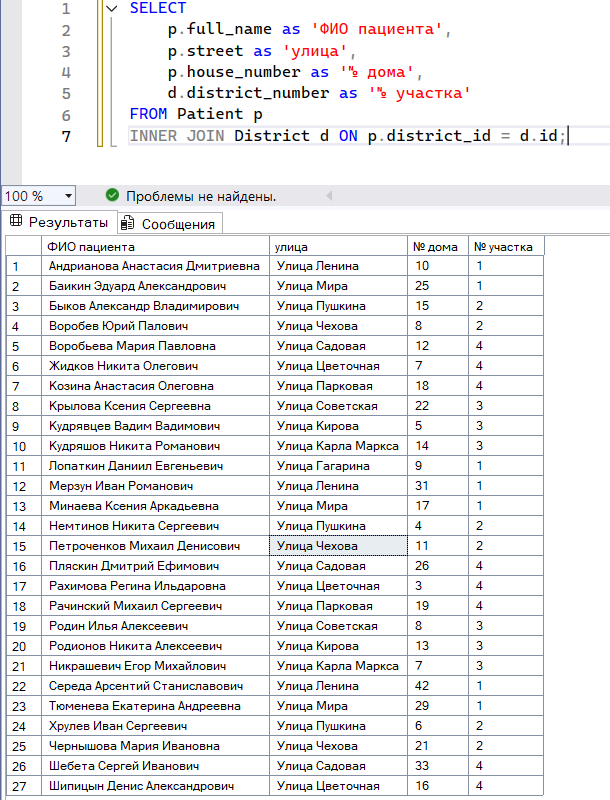 1 SELECT
2 p.full_name as 'ФИО пациента',
3 p.street as 'улица',
4 p.house_number as '№ дома',
5 d.district_number as '№ участка'
6 FROM Patient p
7 INNER JOIN District d ON p.district_id = d.id;
100 % Проблемы не найдены.
Результаты Сообщения
ФИО пациента улица № дома № участка
1 Андрианова Анастасия Дмитриевна Улица Ленина 10 1
2 Баикин Эдуард Александрович Улица Мира 25 1
3 Быков Александр Владимирович Улица Пушкина 15 2
4 Воробев Юрий Палович Улица Чехова 8 2
5 Воробьева Мария Павловна Улица Садовая 12 4
6 Жидков Никита Олегович Улица Цветочная 7 4
7 Козина Анастасия Олеговна Улица Парковая 18 4
8 Крылова Ксения Сергеевна Улица Советская 22 3
9 Кудрявцев Вадим Вадимович Улица Кирова 5 3
10 Кудряшов Никита Романович Улица Карла Маркса 14 3
11 Лопаткин Даниил Евгеньевич Улица Гагарина 9 1
12 Мерзун Иван Романович Улица Ленина 31 1
13 Минаева Ксения Аркадьевна Улица Мира 17 1
14 Немтинов Никита Сергеевич Улица Пушкина 4 2
15 Петроченков Михаил Денисович Улица Чехова 11 2
16 Пляскин Дмитрий Ефимович Улица Садовая 26 4
17 Рахимова Регина Ильдаровна Улица Цветочная 3 4
18 Рачинский Михаил Сергеевич Улица Парковая 19 4
19 Родин Илья Алексеевич Улица Советская 8 3
20 Родионов Никита Алексеевич Улица Кирова 13 3
21 Никрашевич Егор Михайлович Улица Карла Маркса 7 3
22 Середа Арсентий Станиславович Улица Ленина 42 1
23 Тюменева Екатерина Андреевна Улица Мира 29 1
24 Хрулев Иван Сергеевич Улица Пушкина 6 2
25 Чернышова Мария Ивановна Улица Чехова 21 2
26 Шебета Сергей Иванович Улица Садовая 33 4
27 Шипицын Денис Александрович Улица Цветочная 16 4